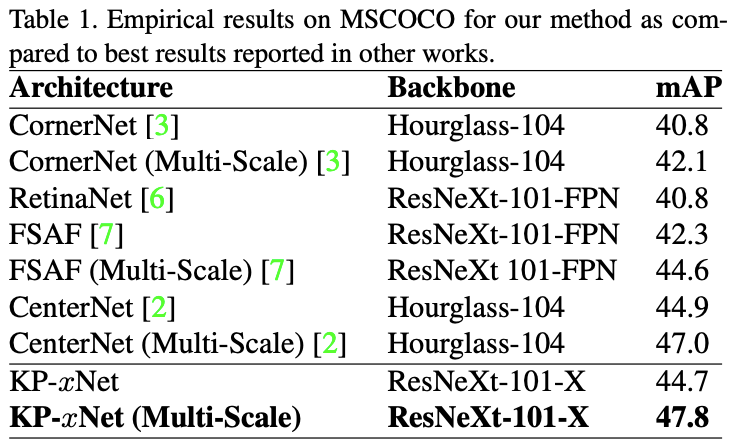 Table 1. Empirical results on MSCOCO for our method as com-
pared to best results reported in other works.
Architecture Backbone mAP
CornerNet [3] Hourglass-104 40.8
CornerNet (Multi-Scale) [3] Hourglass-104 42.1
RetinaNet [6] ResNeXt-101-FPN 40.8
FSAF [7] ResNeXt-101-FPN 42.3
FSAF (Multi-Scale) [7] ResNeXt 101-FPN 44.6
CenterNet [2] Hourglass-104 44.9
CenterNet (Multi-Scale) [2] Hourglass-104 47.0
KP-xNet ResNeXt-101-X 44.7
KP-xNet (Multi-Scale) ResNeXt-101-X 47.8